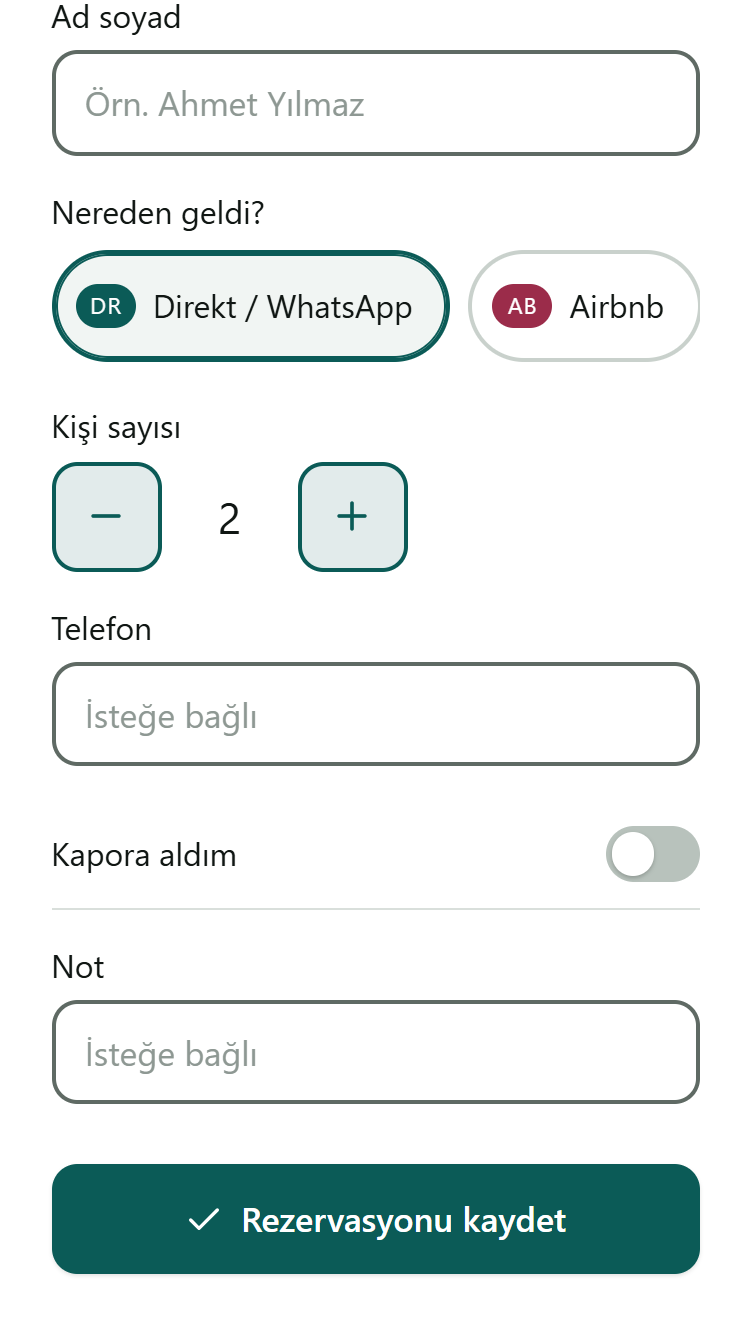 Ad soyad
Örn. Ahmet Yılmaz
Nereden geldi?
DR Direkt / WhatsApp AB Airbnb
Kişi sayısı
− 2 +
Telefon
İsteğe bağlı
Kapora aldım
Not
İsteğe bağlı
Rezervasyonu kaydet